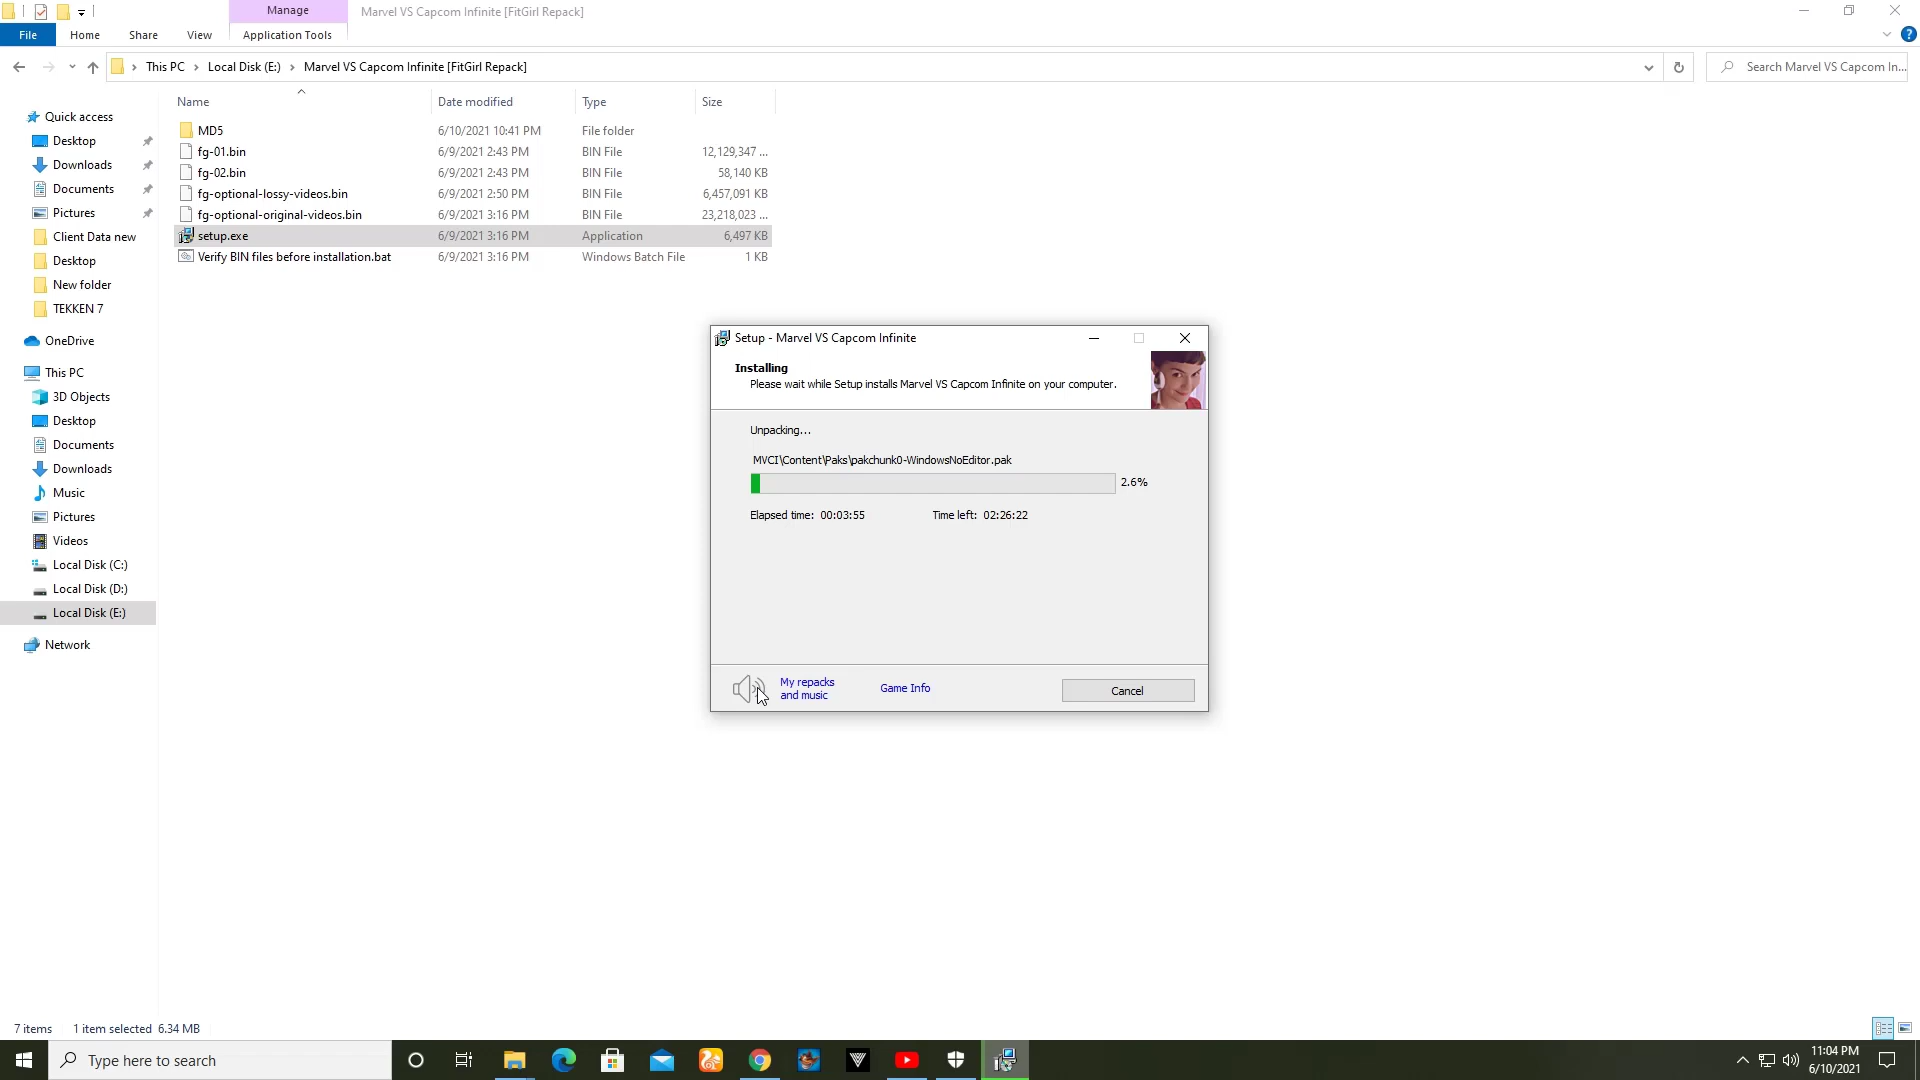 Manage
Marvel VS Capcom Infinite [FitGirl Repack]
File
Home
Share
View
Application Tools
This PC
Local Disk (E:)
Marvel VS Capcom Infinite [FitGirl Repack]
Search Marvel VS Capcom In...
Name
Date modified
Type
Size
MD5 6/10/2021 10:41 PM File folder
fg-01.bin 6/9/2021 2:43 PM BIN File 12,129,347 ...
fg-02.bin 6/9/2021 2:43 PM BIN File 58,140 KB
fg-optional-lossy-videos.bin 6/9/2021 2:50 PM BIN File 6,457,091 KB
fg-optional-original-videos.bin 6/9/2021 3:16 PM BIN File 23,218,023 ...
setup.exe 6/9/2021 3:16 PM Application 6,497 KB
Verify BIN files before installation.bat 6/9/2021 3:16 PM Windows Batch File 1 KB
Quick access
Desktop
Downloads
Documents
Pictures
Client Data new
Desktop
New folder
TEKKEN 7
OneDrive
This PC
3D Objects
Desktop
Documents
Downloads
Music
Pictures
Videos
Local Disk (C:)
Local Disk (D:)
Local Disk (E:)
Network
Setup - Marvel VS Capcom Infinite
Installing
Please wait while Setup installs Marvel VS Capcom Infinite on your computer.
Unpacking...
MVCI\Content\Paks\pakchunk0-WindowsNoEditor.pak
2.6%
Elapsed time: 00:03:55
Time left: 02:26:22
My repacks
and music
Game Info
Cancel
7 items
1 item selected 6.34 MB
Type here to search
11:04 PM
6/10/2021